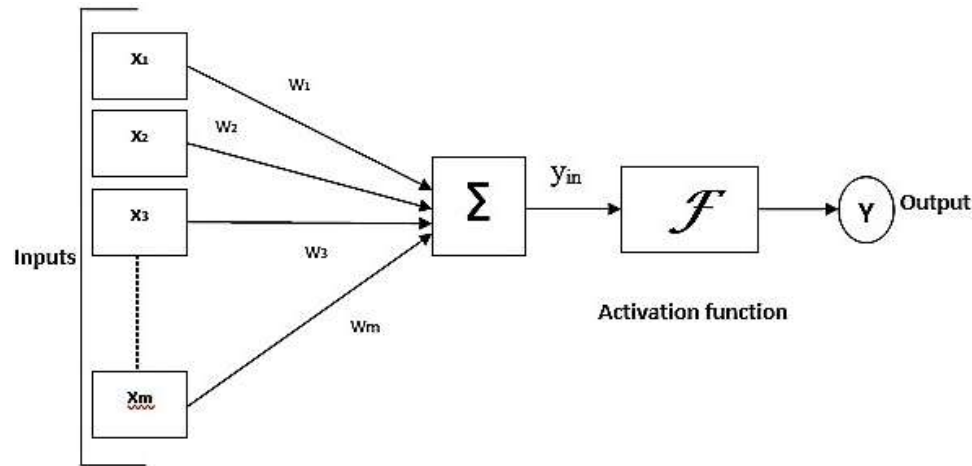 X₁
W₁
X₂
W₂
X₃
Inputs
W₃
Σ
yᵢₙ
ℱ
Y
Output
Wₘ
Activation function
Xₘ